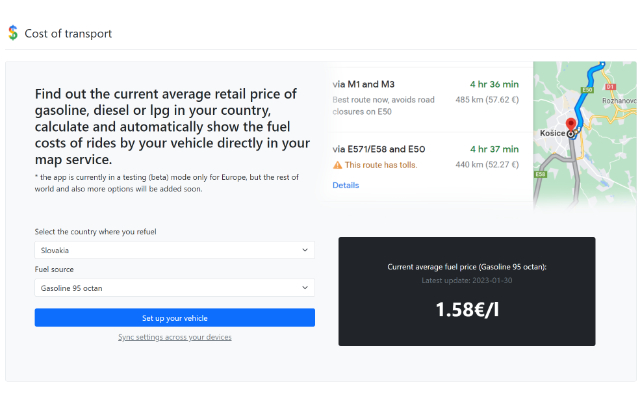 Cost of transport
Find out the current average retail price of
gasoline, diesel or lpg in your country,
calculate and automatically show the fuel
costs of rides by your vehicle directly in your
map service.
* the app is currently in a testing (beta) mode only for Europe, but the rest of
world and also more options will be added soon.
via M1 and M3
4 hr 36 min
Best route now, avoids road
485 km (57.62 €)
closures on E50
via E571/E58 and E50
4 hr 37 min
This route has tolls.
440 km (52.27 €)
Details
E50
D1
Rozhanovc
Košice
E58
Select the country where you refuel
Slovakia
Fuel source
Gasoline 95 octan
Set up your vehicle
Sync settings across your devices
Current average fuel price (Gasoline 95 octan):
Latest update: 2023-01-30
1.58€/l